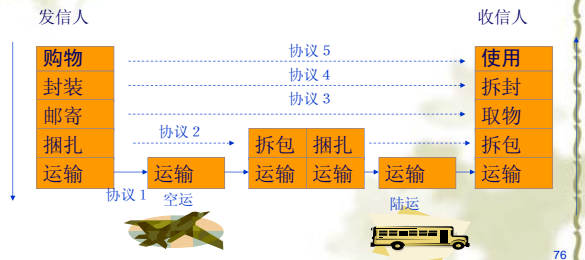 发信人 收信人
购物 协议 5 使用
封装 协议 4 拆封
邮寄 协议 3 取物
捆扎 协议 2 拆包 捆扎 拆包
运输 运输 运输 运输 运输 运输
协议 1 空运 陆运
76